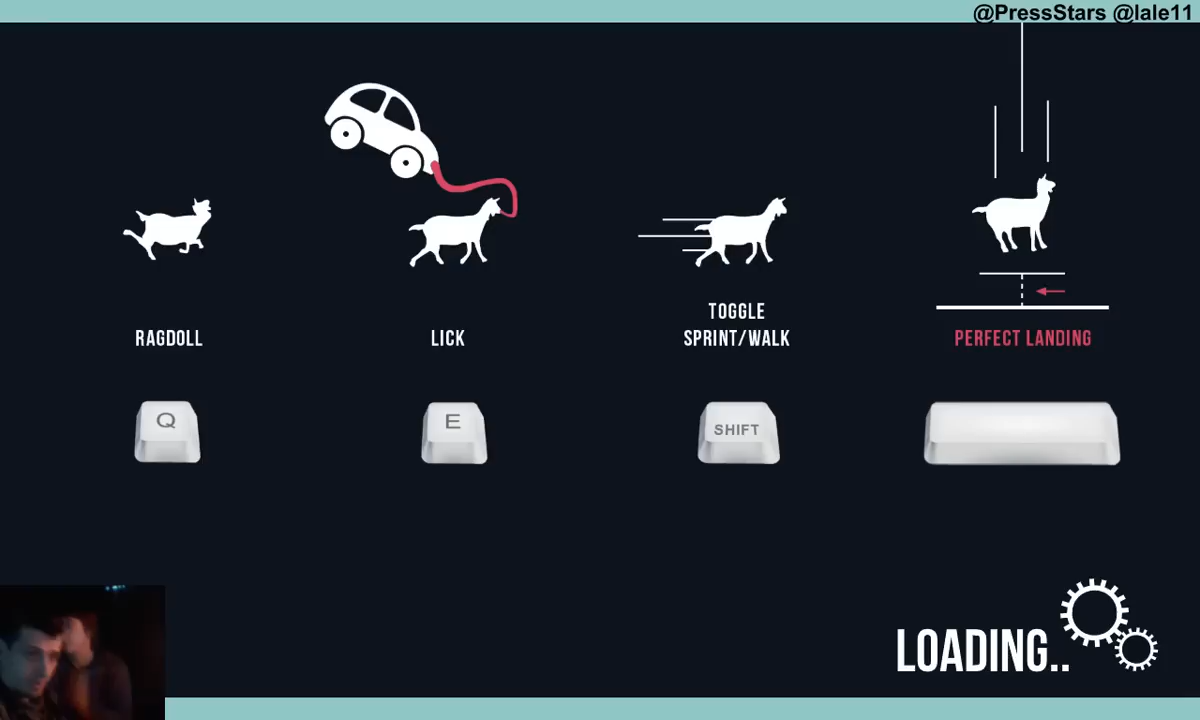 @PressStars @lale11
RAGDOLL
LICK
TOGGLE
SPRINT/WALK
PERFECT LANDING
Q
E
SHIFT
LOADING..